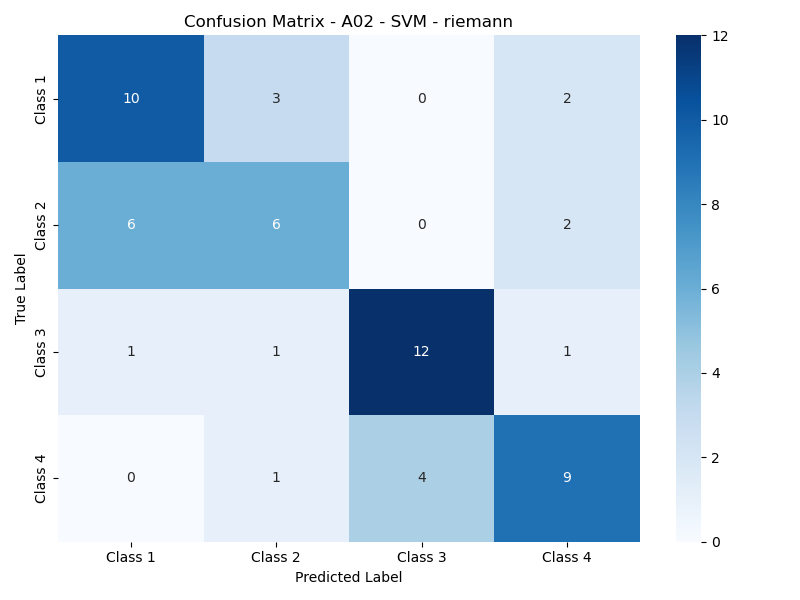 Confusion Matrix - A02 - SVM - riemann
True Label
Class 1
10 3 0 2
Class 2
6 6 0 2
Class 3
1 1 12 1
Class 4
0 1 4 9
Class 1 Class 2 Class 3 Class 4
Predicted Label
12
10
8
6
4
2
0